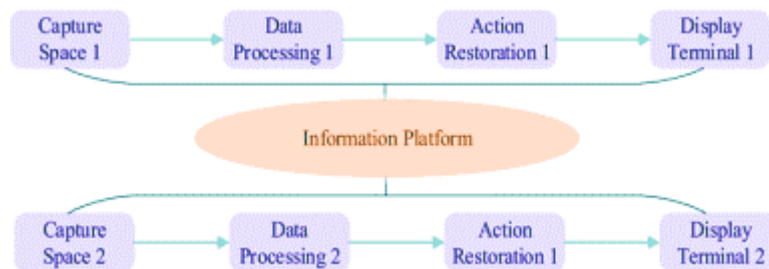 Capture
Space 1
Data
Processing 1
Action
Restoration 1
Display
Terminal 1
Information Platform
Capture
Space 2
Data
Processing 2
Action
Restoration 1
Display
Terminal 2